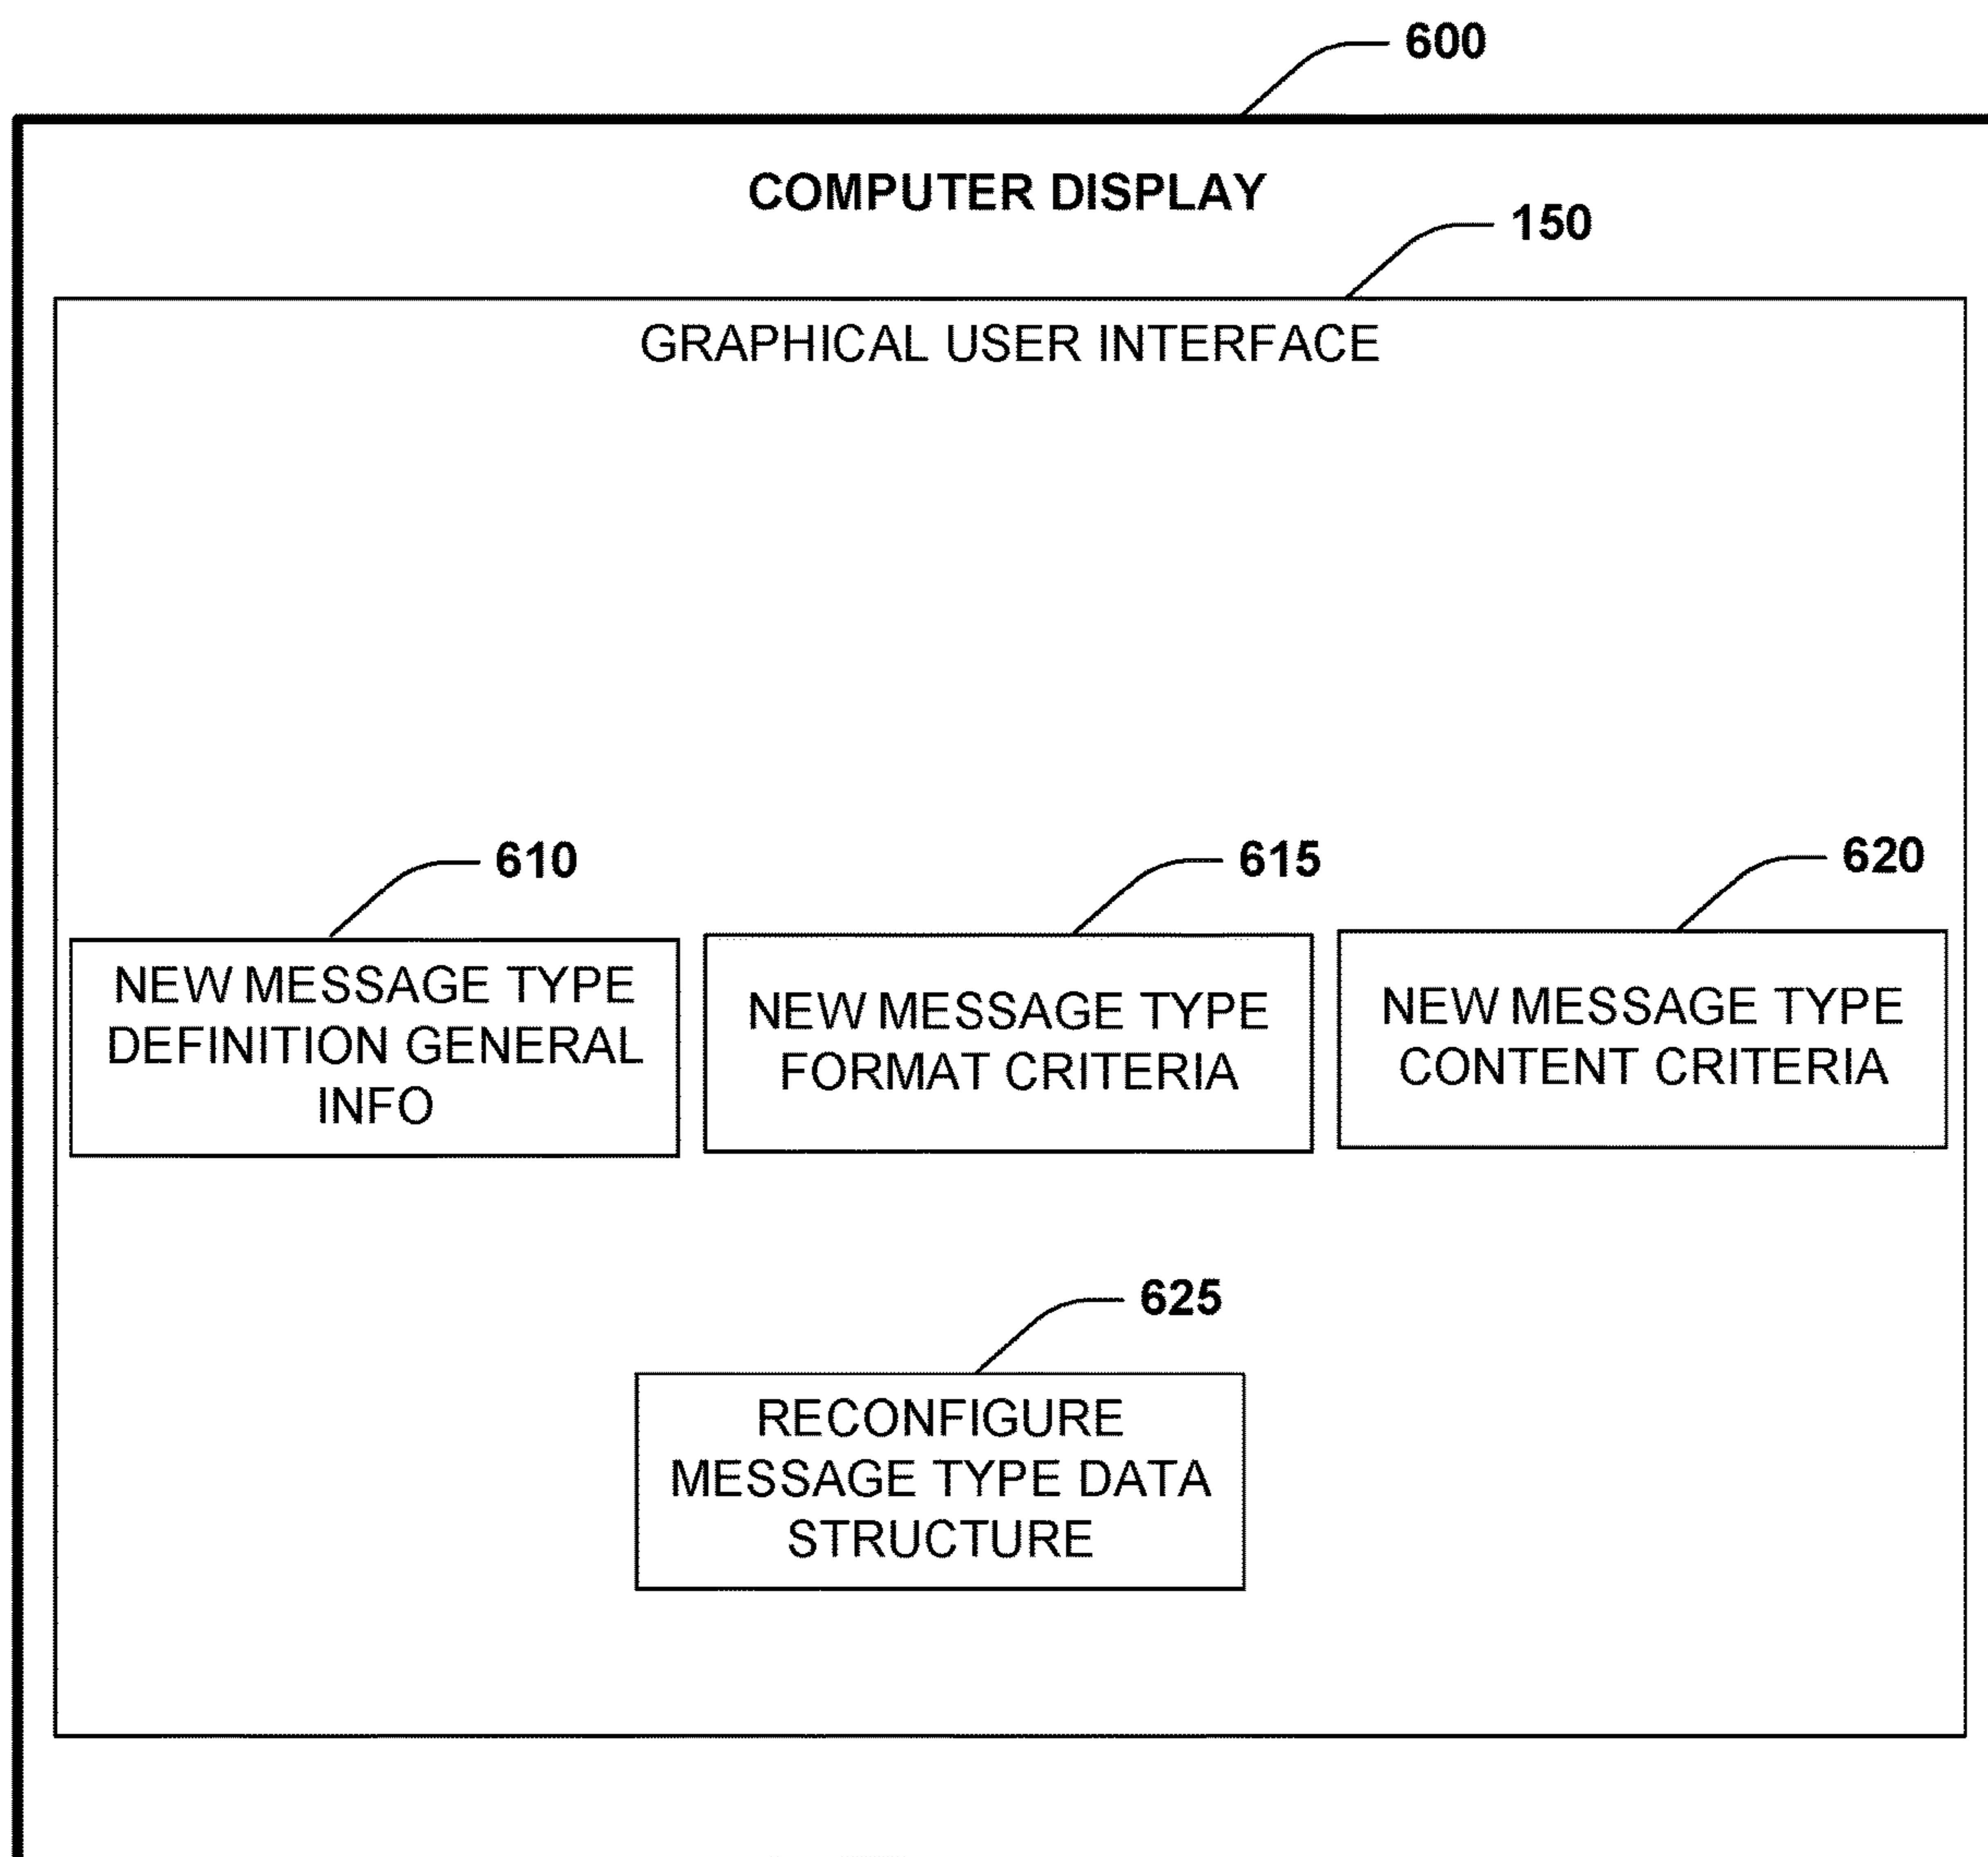 600
COMPUTER DISPLAY
150
GRAPHICAL USER INTERFACE
610
615
620
NEW MESSAGE TYPE
DEFINITION GENERAL
INFO
NEW MESSAGE TYPE
FORMAT CRITERIA
NEW MESSAGE TYPE
CONTENT CRITERIA
625
RECONFIGURE
MESSAGE TYPE DATA
STRUCTURE